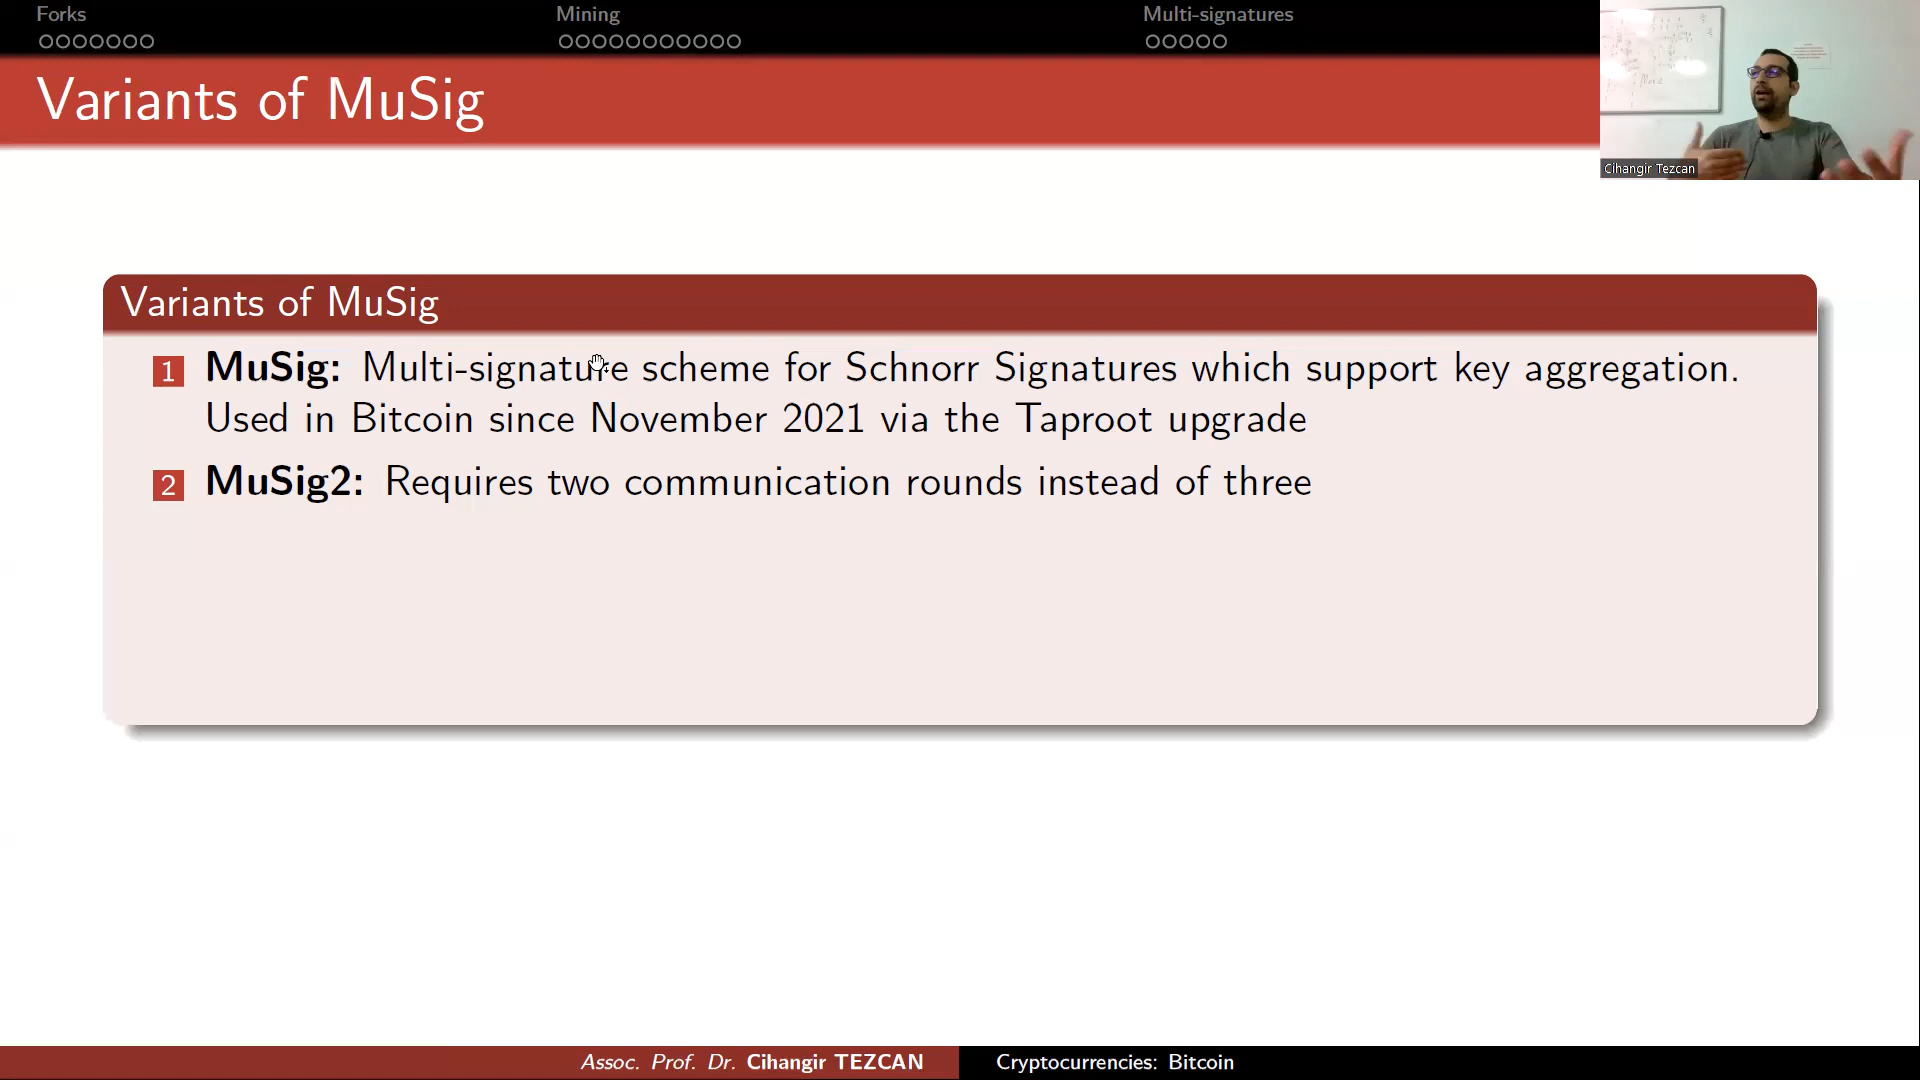 Forks
Mining
Multi-signatures
Variants of MuSig
Cihangir Tezcan
Variants of MuSig
1 MuSig: Multi-signature scheme for Schnorr Signatures which support key aggregation.
Used in Bitcoin since November 2021 via the Taproot upgrade
2 MuSig2: Requires two communication rounds instead of three
Assoc. Prof. Dr. Cihangir TEZCAN
Cryptocurrencies: Bitcoin